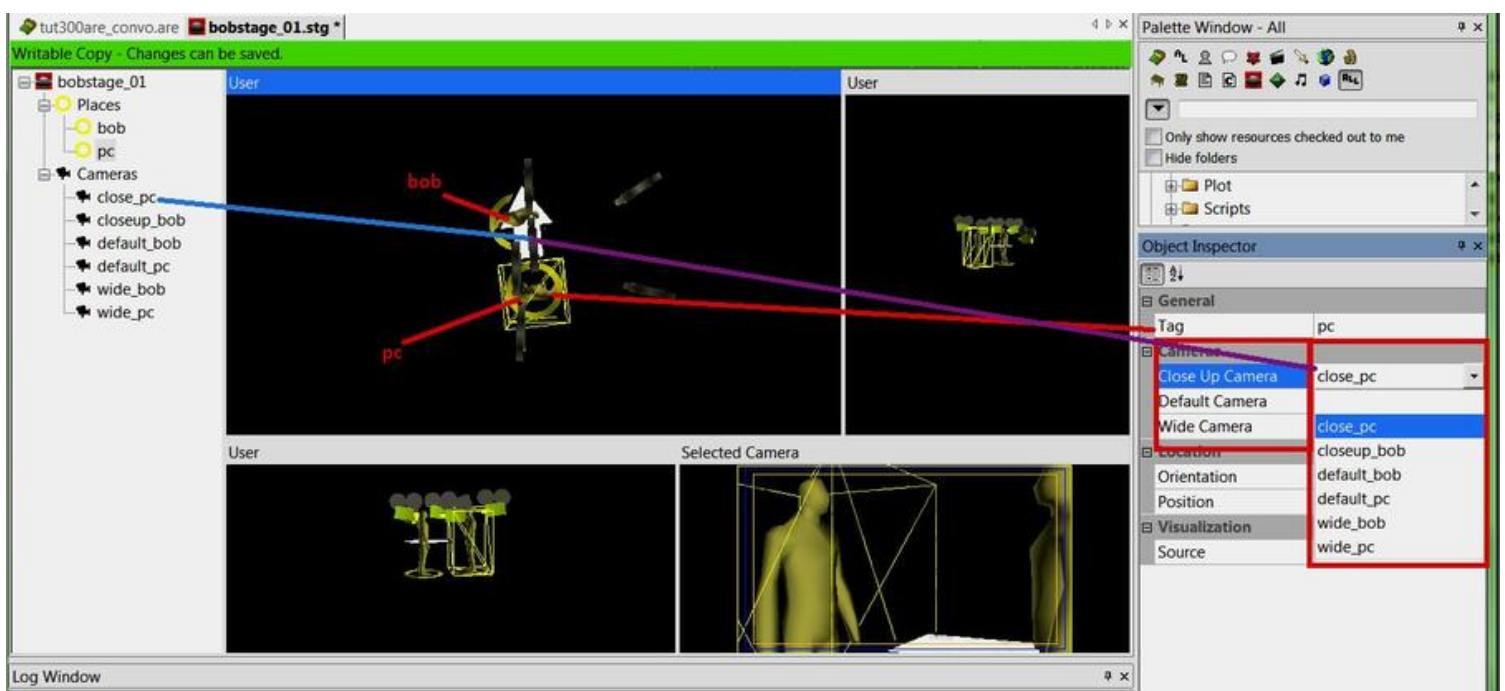 tut300are_convo.are bobstage_01.stg *
Writable Copy - Changes can be saved.
bobstage_01
Places
bob
pc
Cameras
close_pc
closeup_bob
default_bob
default_pc
wide_bob
wide_pc
User
User
bob
pc
User
Selected Camera
Log Window
Palette Window - All
ALL
Only show resources checked out to me
Hide folders
Plot
Scripts
Object Inspector
General
Tag pc
Cameras
Close Up Camera close_pc
Default Camera
Wide Camera close_pc
closeup_bob
Location
Orientation default_bob
Position default_pc
wide_bob
Visualization
Source wide_pc